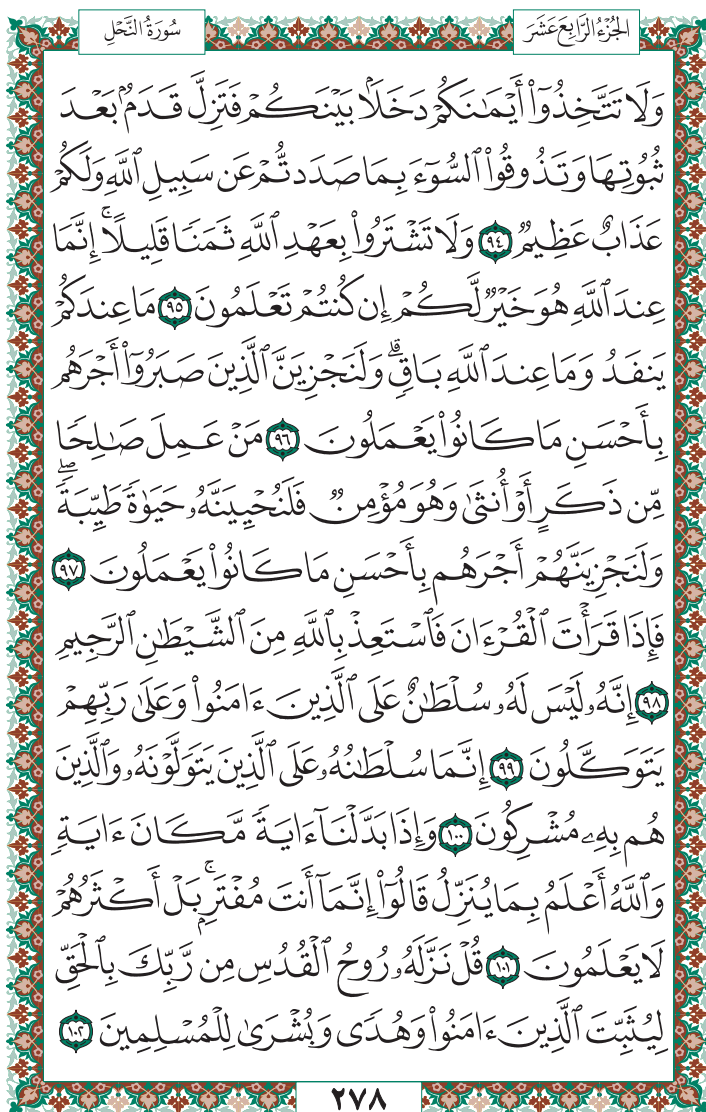 الجُزْءُ الرَّابِعَ عَشَرَ
سُورَةُ النَّحْلِ
وَلَا تَتَّخِذُوٓا۟ أَيْمَـٰنَكُمْ دَخَلًۢا بَيْنَكُمْ فَتَزِلَّ قَدَمٌۢ بَعْدَ
ثُبُوتِهَا وَتَذُوقُوا۟ ٱلسُّوٓءَ بِمَا صَدَدتُّمْ عَن سَبِيلِ ٱللَّهِ وَلَكُمْ
عَذَابٌ عَظِيمٌ ٩٤ وَلَا تَشْتَرُوا۟ بِعَهْدِ ٱللَّهِ ثَمَنًا قَلِيلًا ۚ إِنَّمَا
عِندَ ٱللَّهِ هُوَ خَيْرٌ لَّكُمْ إِن كُنتُمْ تَعْلَمُونَ ٩٥ مَا عِندَكُمْ
يَنفَدُ وَمَا عِندَ ٱللَّهِ بَاقٍ ۗ وَلَنَجْزِيَنَّ ٱلَّذِينَ صَبَرُوٓا۟ أَجْرَهُم
بِأَحْسَنِ مَا كَانُوا۟ يَعْمَلُونَ ٩٦ مَنْ عَمِلَ صَـٰلِحًا
مِّن ذَكَرٍ أَوْ أُنثَىٰ وَهُوَ مُؤْمِنٌ فَلَنُحْيِيَنَّهُۥ حَيَوٰةً طَيِّبَةً ۖ
وَلَنَجْزِيَنَّهُمْ أَجْرَهُم بِأَحْسَنِ مَا كَانُوا۟ يَعْمَلُونَ ٩٧
فَإِذَا قَرَأْتَ ٱلْقُرْءَانَ فَٱسْتَعِذْ بِٱللَّهِ مِنَ ٱلشَّيْطَـٰنِ ٱلرَّجِيمِ
٩٨ إِنَّهُۥ لَيْسَ لَهُۥ سُلْطَـٰنٌ عَلَى ٱلَّذِينَ ءَامَنُوا۟ وَعَلَىٰ رَبِّهِمْ
يَتَوَكَّلُونَ ٩٩ إِنَّمَا سُلْطَـٰنُهُۥ عَلَى ٱلَّذِينَ يَتَوَلَّوْنَهُۥ وَٱلَّذِينَ
هُم بِهِۦ مُشْرِكُونَ ١٠٠ وَإِذَا بَدَّلْنَآ ءَايَةً مَّكَانَ ءَايَةٍ
وَٱللَّهُ أَعْلَمُ بِمَا يُنَزِّلُ قَالُوٓا۟ إِنَّمَآ أَنتَ مُفْتَرٍۭ ۚ بَلْ أَكْثَرُهُمْ
لَا يَعْلَمُونَ ١٠١ قُلْ نَزَّلَهُۥ رُوحُ ٱلْقُدُسِ مِن رَّبِّكَ بِٱلْحَقِّ
لِيُثَبِّتَ ٱلَّذِينَ ءَامَنُوا۟ وَهُدًى وَبُشْرَىٰ لِلْمُسْلِمِينَ ١٠٢
٢٧٨